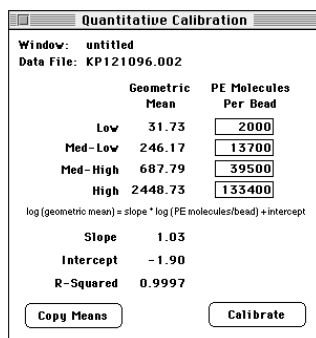 Quantitative Calibration
Window: untitled
Data File: KP121096.002
Geometric Mean PE Molecules Per Bead
Low 31.73 2000
Med-Low 246.17 13700
Med-High 687.79 39500
High 2448.73 133400
log (geometric mean) = slope * log (PE molecules/bead) + intercept
Slope 1.03
Intercept -1.90
R-Squared 0.9997
Copy Means Calibrate